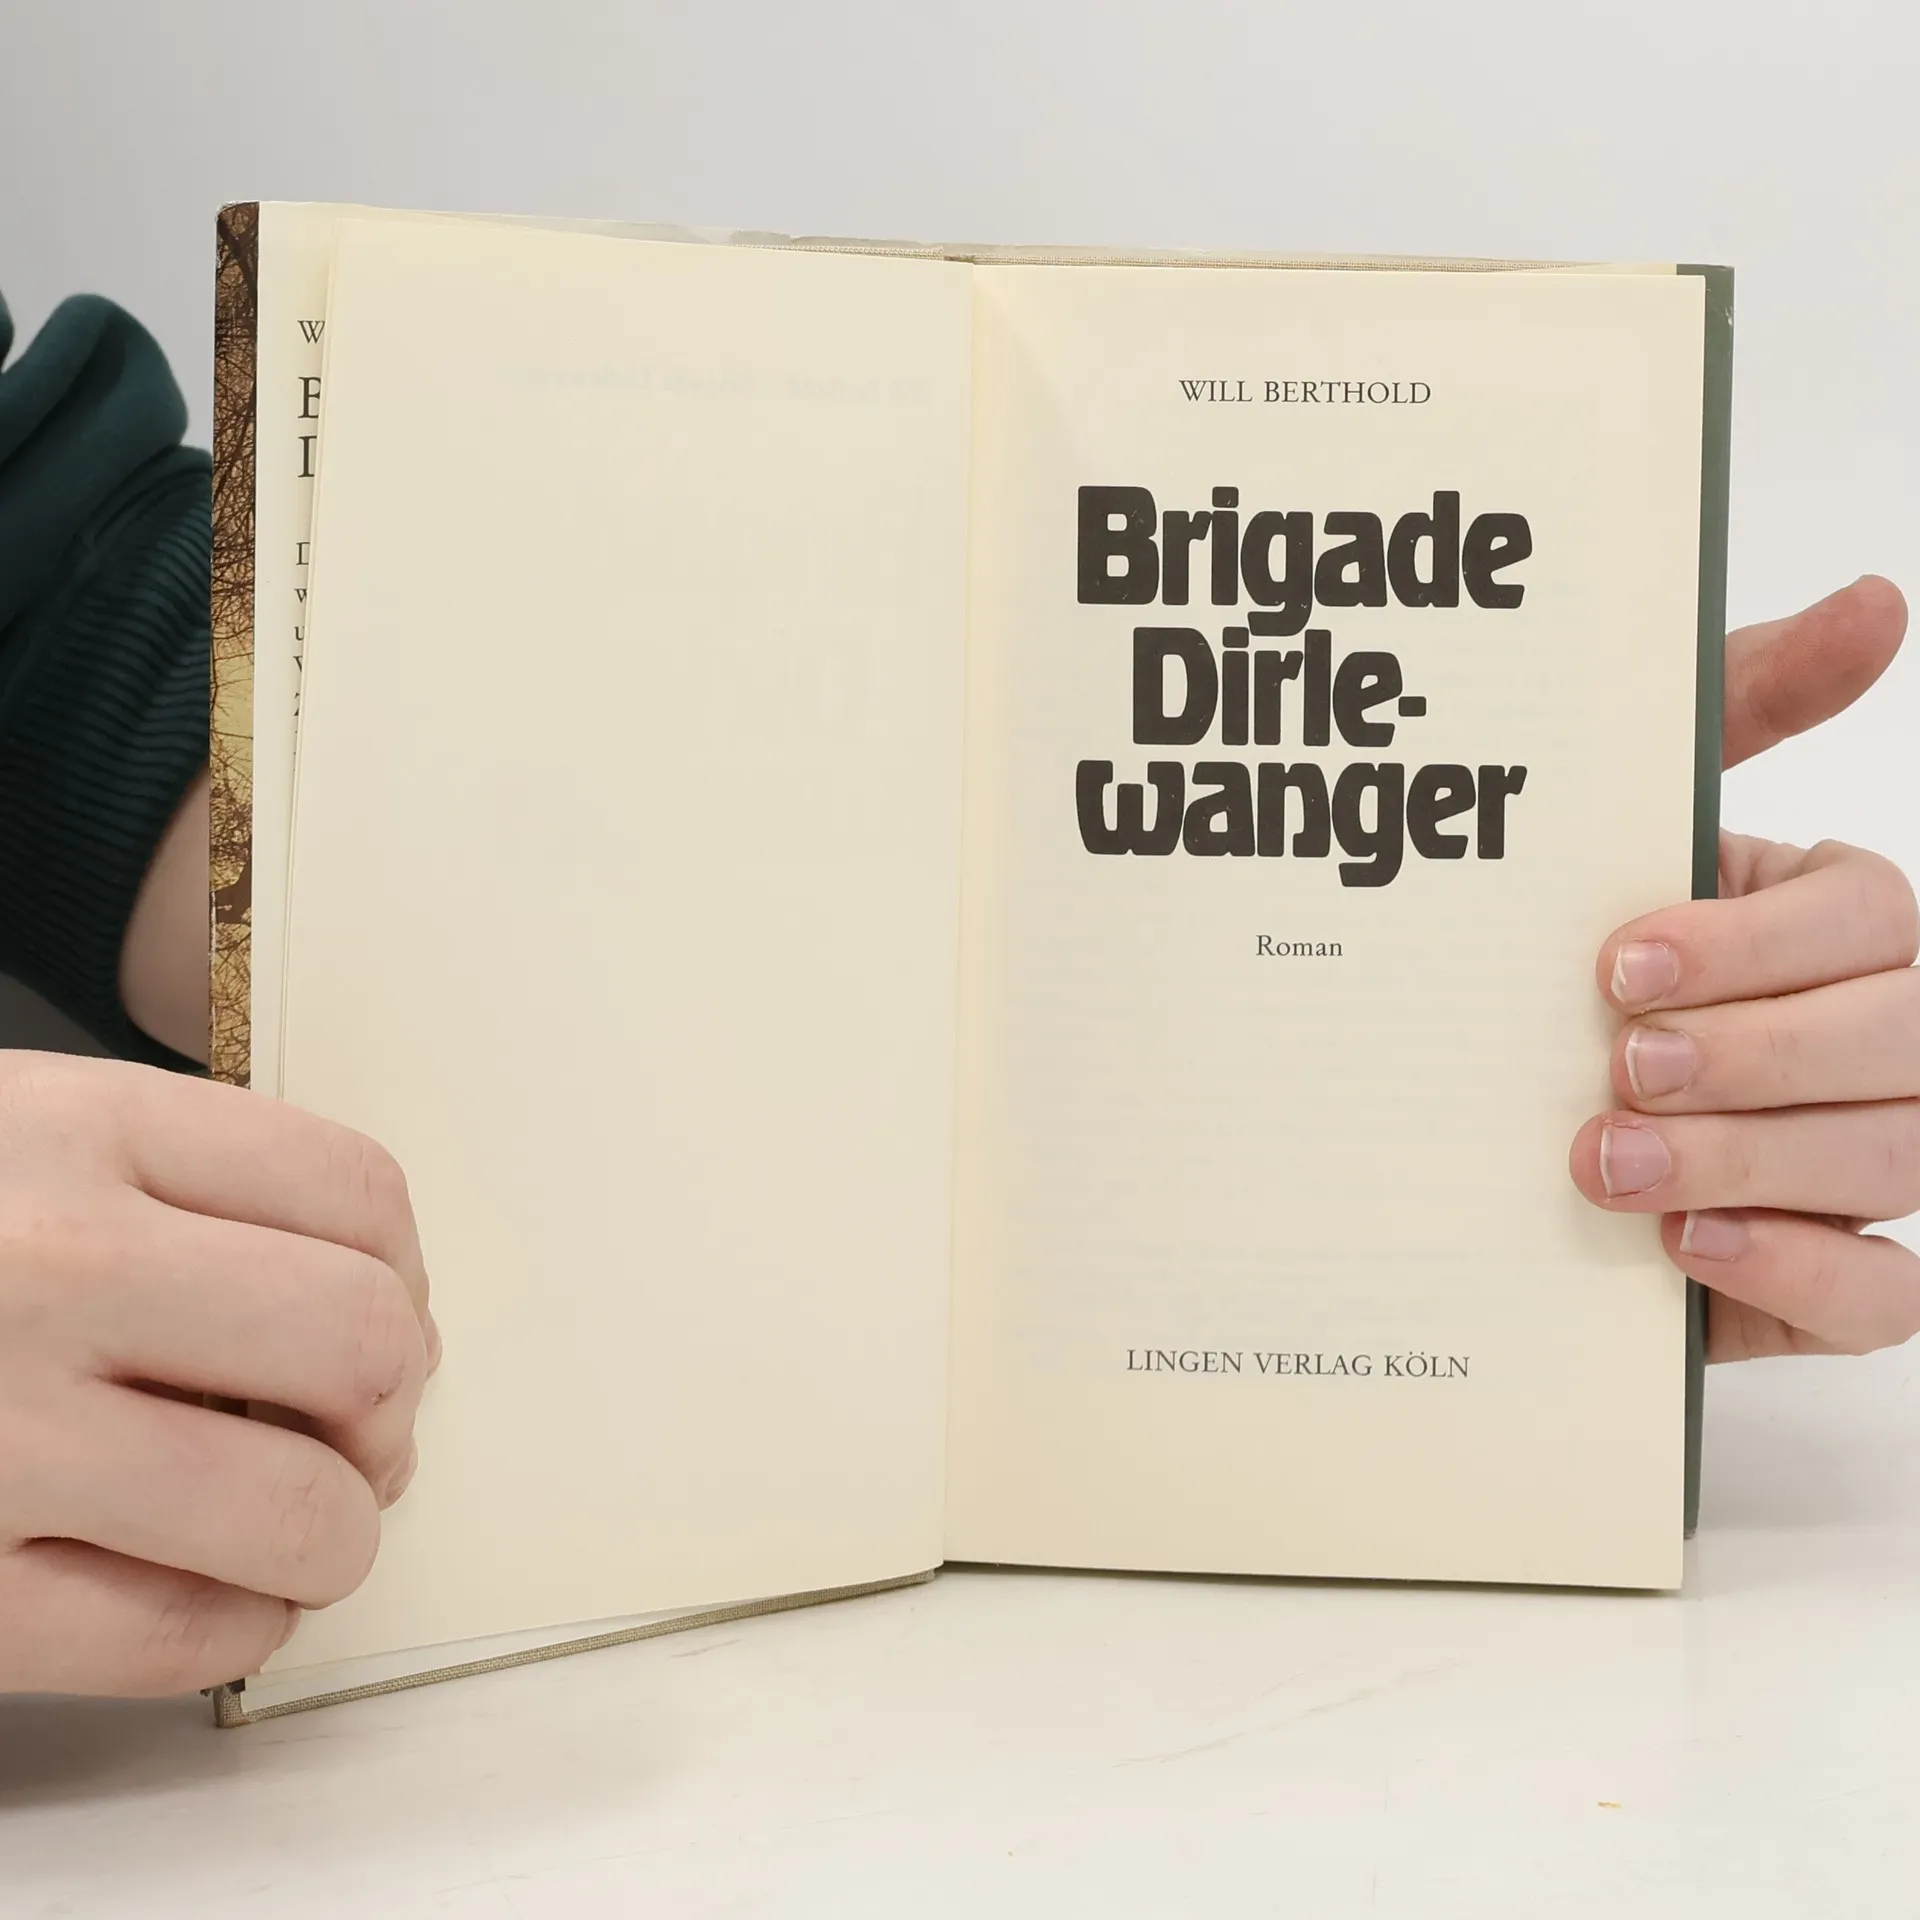 WILL BERTHOLD
Brigade
Dirle-
wanger
Roman
LINGEN VERLAG KÖLN